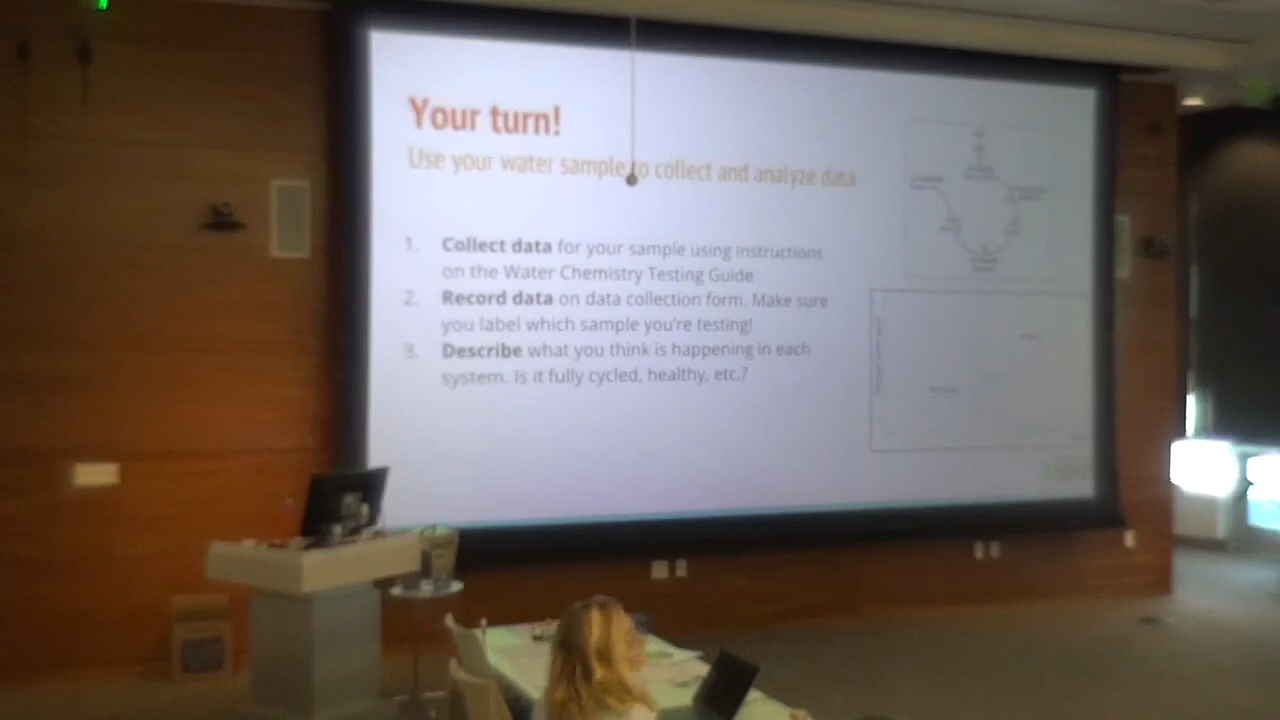 Your turn!
Use your water sample to collect and analyze data
1. Collect data for your sample using instructions
on the Water Chemistry Testing Guide
2. Record data on data collection form. Make sure
you label which sample you're testing!
3. Describe what you think is happening in each
system. Is it fully cycled, healthy, etc.?